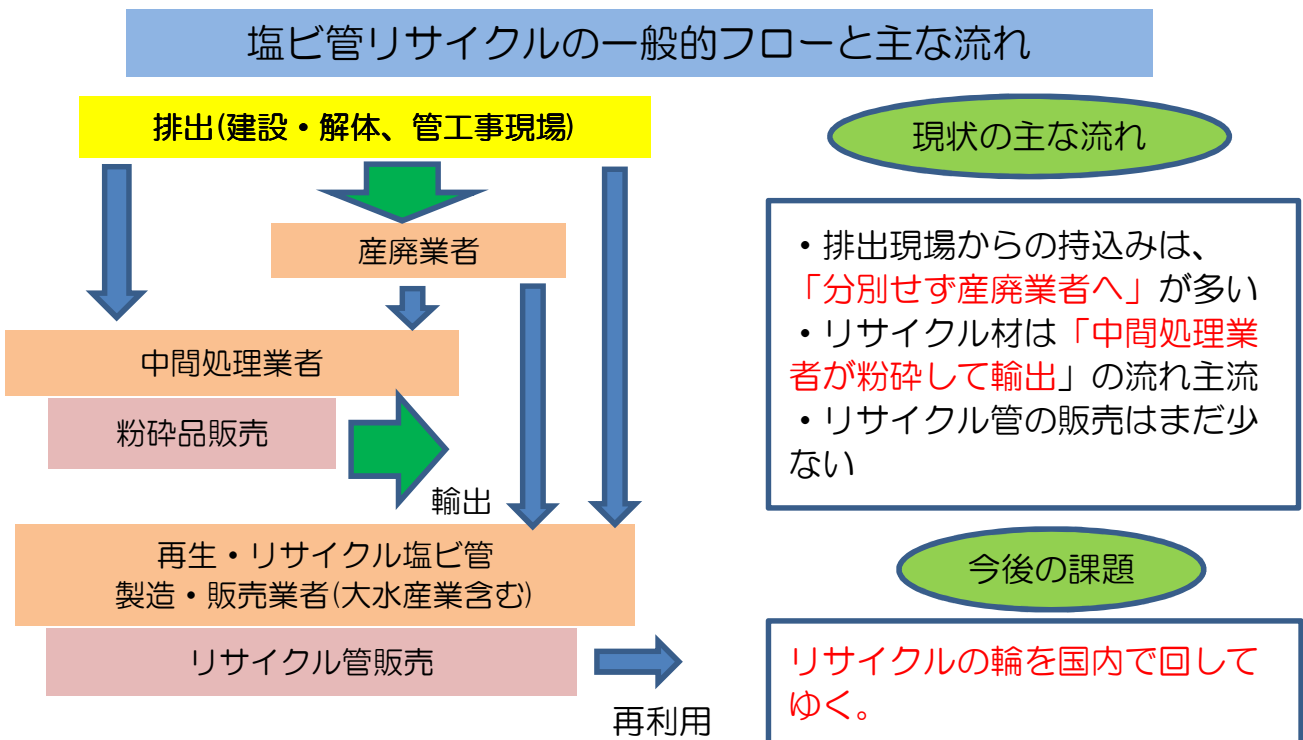 塩ビ管リサイクルの一般的フローと主な流れ
排出(建設・解体、管工事現場)
産廃業者
中間処理業者
粉砕品販売
輸出
再生・リサイクル塩ビ管
製造・販売業者(大水産業含む)
リサイクル管販売
再利用
現状の主な流れ
・排出現場からの持込みは、
「分別せず産廃業者へ」が多い
・リサイクル材は「中間処理業
者が粉砕して輸出」の流れ主流
・リサイクル管の販売はまだ少
ない
今後の課題
リサイクルの輪を国内で回して
ゆく。